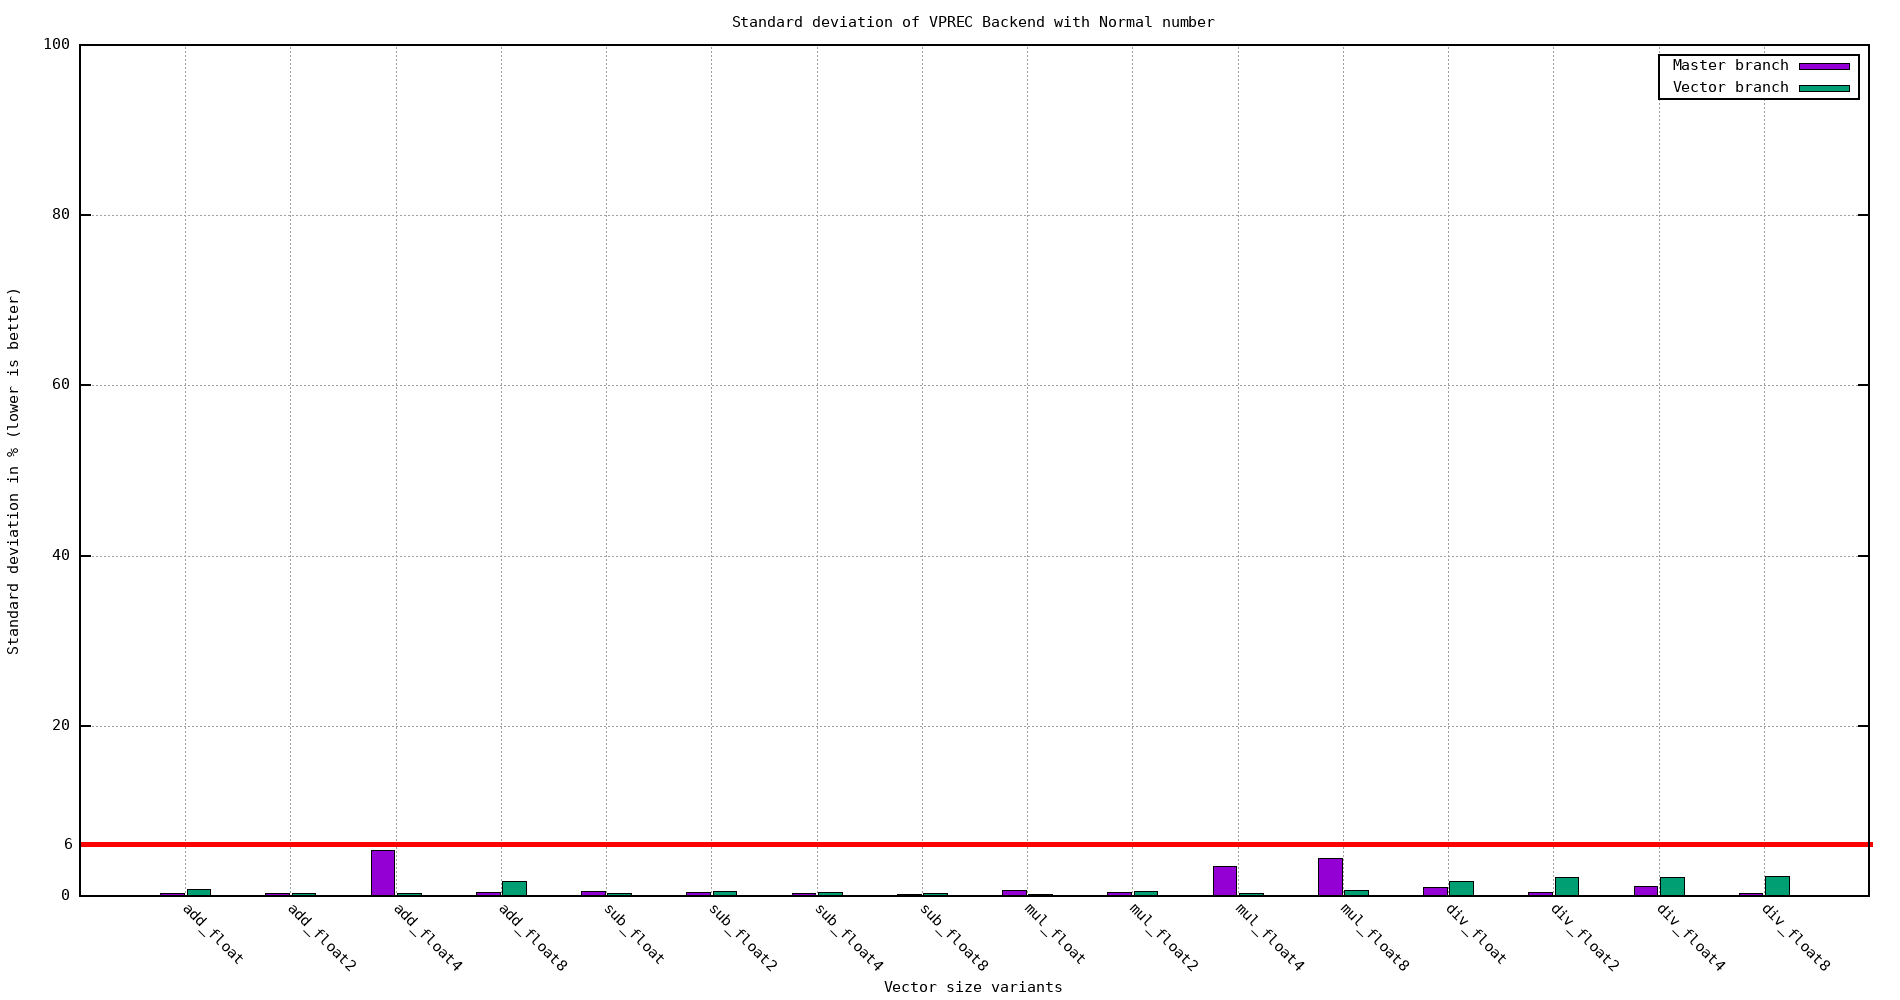 Standard deviation of VPREC Backend with Normal number
100
80
60
40
20
6
0
Standard deviation in % (lower is better)
Master branch
Vector branch
add_float
add_float2
add_float4
add_float8
sub_float
sub_float2
sub_float4
sub_float8
mul_float
mul_float2
mul_float4
mul_float8
div_float
div_float2
div_float4
div_float8
Vector size variants